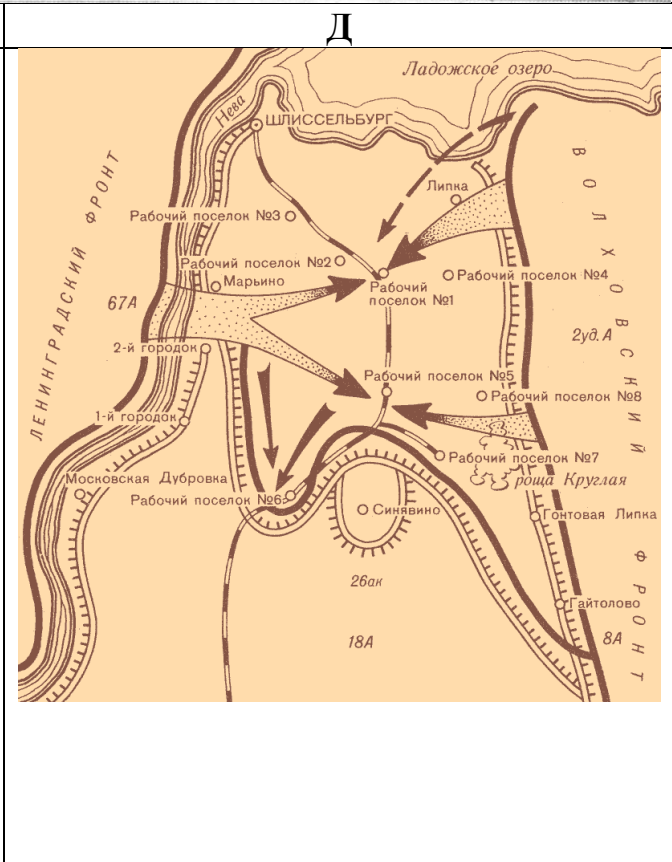 Д
Ладожское озеро
Нева
ШЛИССЕЛЬБУРГ
ЛЕНИНГРАДСКИЙ ФРОНТ
ВОЛХОВСКИЙ ФРОНТ
Липка
Рабочий поселок №3
Рабочий поселок №2
Марьино
Рабочий
поселок №1
Рабочий поселок №4
67А
2уд.А
2-й городок
Рабочий поселок №5
Рабочий поселок №8
1-й городок
Рабочий поселок №7
Московская Дубровка
роща Круглая
Рабочий поселок №6
Синявино
Гонтовая Липка
26ак
Гайтолово
18А
8А